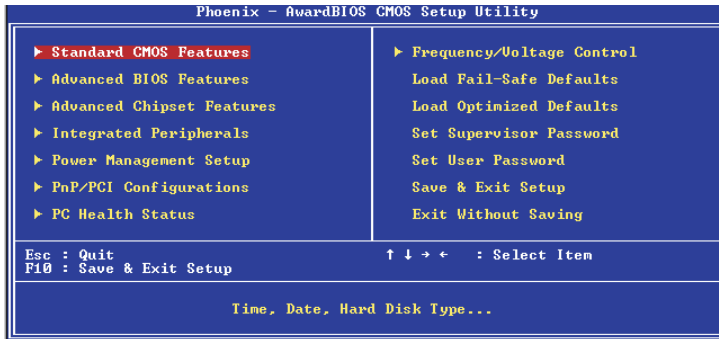 Phoenix - AwardBIOS CMOS Setup Utility
▶ Standard CMOS Features
▶ Advanced BIOS Features
▶ Advanced Chipset Features
▶ Integrated Peripherals
▶ Power Management Setup
▶ PnP/PCI Configurations
▶ PC Health Status
▶ Frequency/Voltage Control
Load Fail-Safe Defaults
Load Optimized Defaults
Set Supervisor Password
Set User Password
Save & Exit Setup
Exit Without Saving
Esc : Quit
F10 : Save & Exit Setup
↑ ↓ → ← : Select Item
Time, Date, Hard Disk Type...